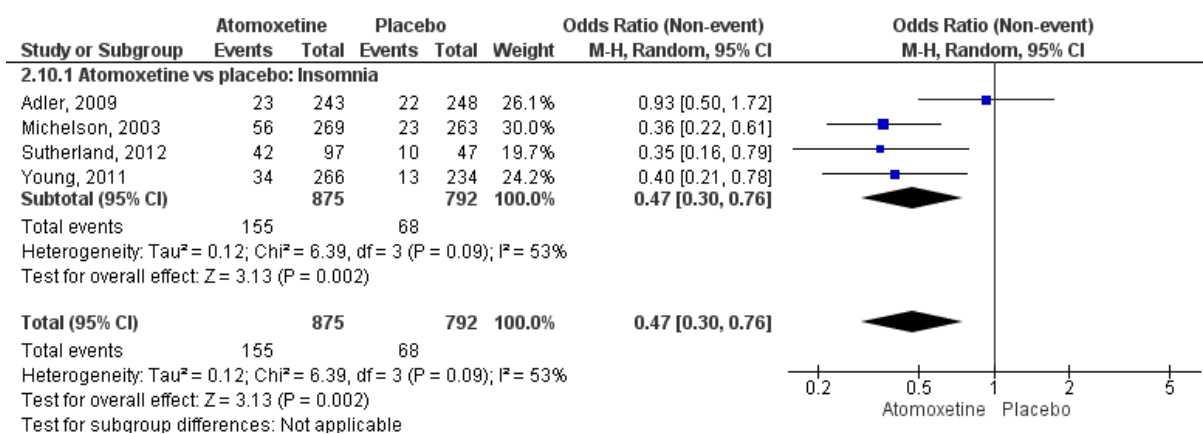 Atomoxetine Placebo Odds Ratio (Non-event) Odds Ratio (Non-event)
Study or Subgroup Events Total Events Total Weight M-H, Random, 95% CI M-H, Random, 95% CI
2.10.1 Atomoxetine vs placebo: Insomnia
Adler, 2009 23 243 22 248 26.1% 0.93 [0.50, 1.72]
Michelson, 2003 56 269 23 263 30.0% 0.36 [0.22, 0.61]
Sutherland, 2012 42 97 10 47 19.7% 0.35 [0.16, 0.79]
Young, 2011 34 266 13 234 24.2% 0.40 [0.21, 0.78]
Subtotal (95% CI) 875 792 100.0% 0.47 [0.30, 0.76]
Total events 155 68
Heterogeneity: Tau² = 0.12; Chi² = 6.39, df = 3 (P = 0.09); I² = 53%
Test for overall effect: Z = 3.13 (P = 0.002)
Total (95% CI) 875 792 100.0% 0.47 [0.30, 0.76]
Total events 155 68
Heterogeneity: Tau² = 0.12; Chi² = 6.39, df = 3 (P = 0.09); I² = 53%
Test for overall effect: Z = 3.13 (P = 0.002)
Test for subgroup differences: Not applicable
0.2 0.5 1 2 5
Atomoxetine Placebo